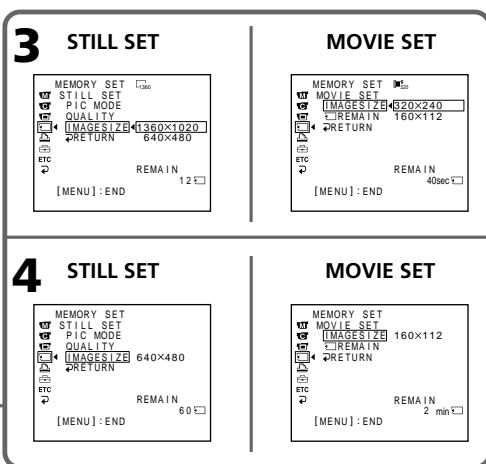 3
STILL SET
MEMORY SET 1360
STILL SET
PIC MODE
QUALITY
IMAGESIZE 1360×1020
RETURN 640×480
ETC
REMAIN
12
[MENU] : END
MOVIE SET
MEMORY SET 320
MOVIE SET
IMAGESIZE 320×240
REMAIN 160×112
RETURN
ETC
REMAIN
40sec
[MENU] : END
4
STILL SET
MEMORY SET
STILL SET
PIC MODE
QUALITY
IMAGESIZE 640×480
RETURN
ETC
REMAIN
60
[MENU] : END
MOVIE SET
MEMORY SET
MOVIE SET
IMAGESIZE 160×112
REMAIN
RETURN
ETC
REMAIN
2 min
[MENU] : END